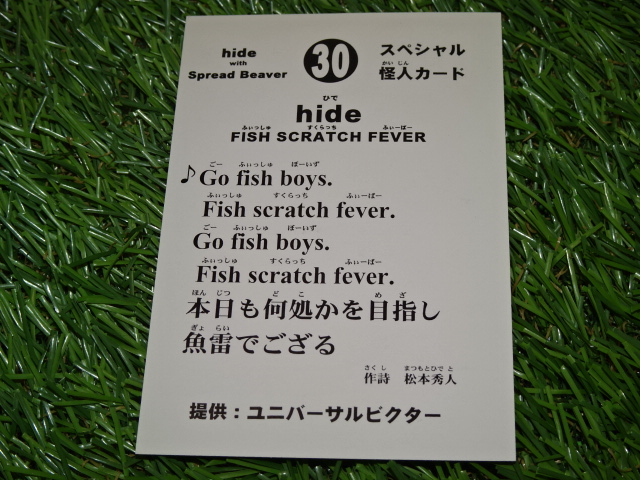 hide
with
Spread Beaver
30
スペシャル
かいじん
怪人カード
ひで
hide
ふぃっしゅ すくらっち ふぃーばー
FISH SCRATCH FEVER
ごー ふぃっしゅ ぼーいず
♪Go fish boys.
ふぃっしゅ すくらっち ふぃーばー
Fish scratch fever.
ごー ふぃっしゅ ぼーいず
Go fish boys.
ふぃっしゅ すくらっち ふぃーばー
Fish scratch fever.
ほんじつ どこ めざ
本日も何処かを目指し
ぎょらい
魚雷でござる
さくし まつもとひでと
作詩 松本秀人
提供：ユニバーサルビクター